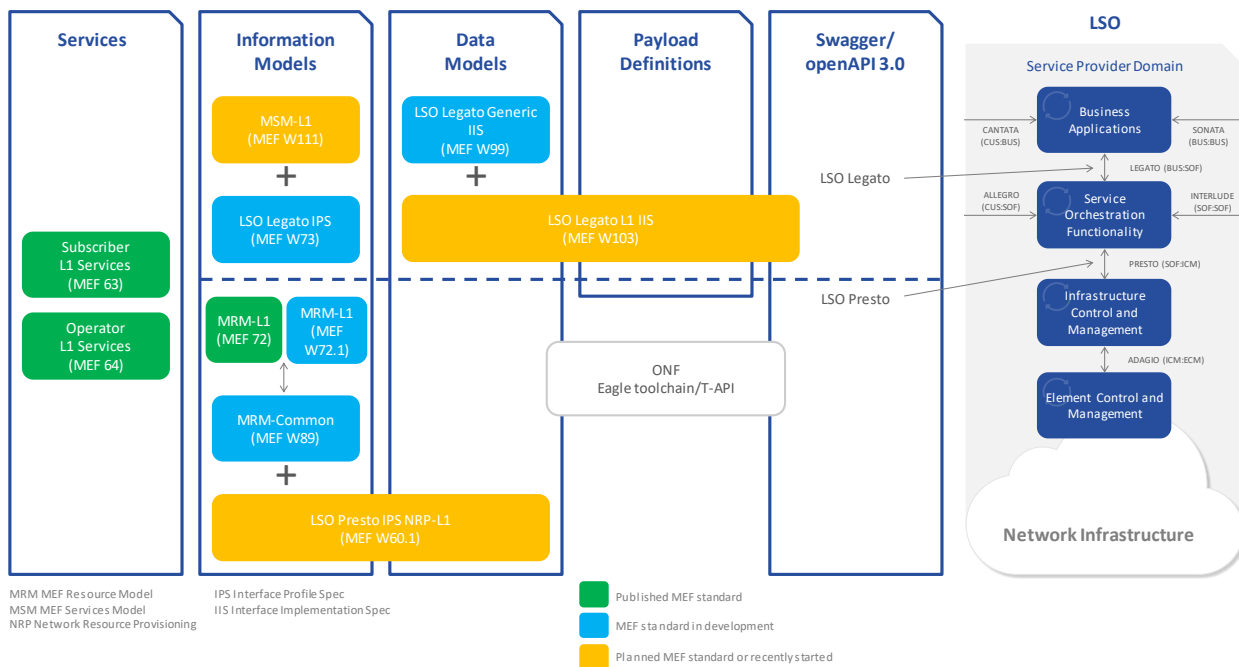 Services
Subscriber
L1 Services
(MEF 63)
Operator
L1 Services
(MEF 64)
Information
Models
MSM-L1
(MEF W111)
+
LSO Legato IPS
(MEF W73)
MRM-L1
(MEF 72)
MRM-L1
(MEF
W72.1)
MRM-Common
(MEF W89)
+
LSO Presto IPS NRP-L1
(MEF W60.1)
Data
Models
LSO Legato Generic
IIS
(MEF W99)
+
LSO Legato L1 IIS
(MEF W103)
Payload
Definitions
ONF
Eagle toolchain/T-API
Swagger/
openAPI 3.0
LSO Legato
LSO Presto
LSO
Service Provider Domain
Business
Applications
CANTATA
(CUS:BUS)
SONATA
(BUS:BUS)
LEGATO (BUS:SOF)
ALLEGRO
(CUS:SOF)
Service
Orchestration
Functionality
INTERLUDE
(SOF:SOF)
PRESTO (SOF:ICM)
Infrastructure
Control and
Management
ADAGIO (ICM:ECM)
Element Control and
Management
Network Infrastructure
MRM MEF Resource Model
MSM MEF Services Model
NRP Network Resource Provisioning
IPS Interface Profile Spec
IIS Interface Implementation Spec
Published MEF standard
MEF standard in development
Planned MEF standard or recently started